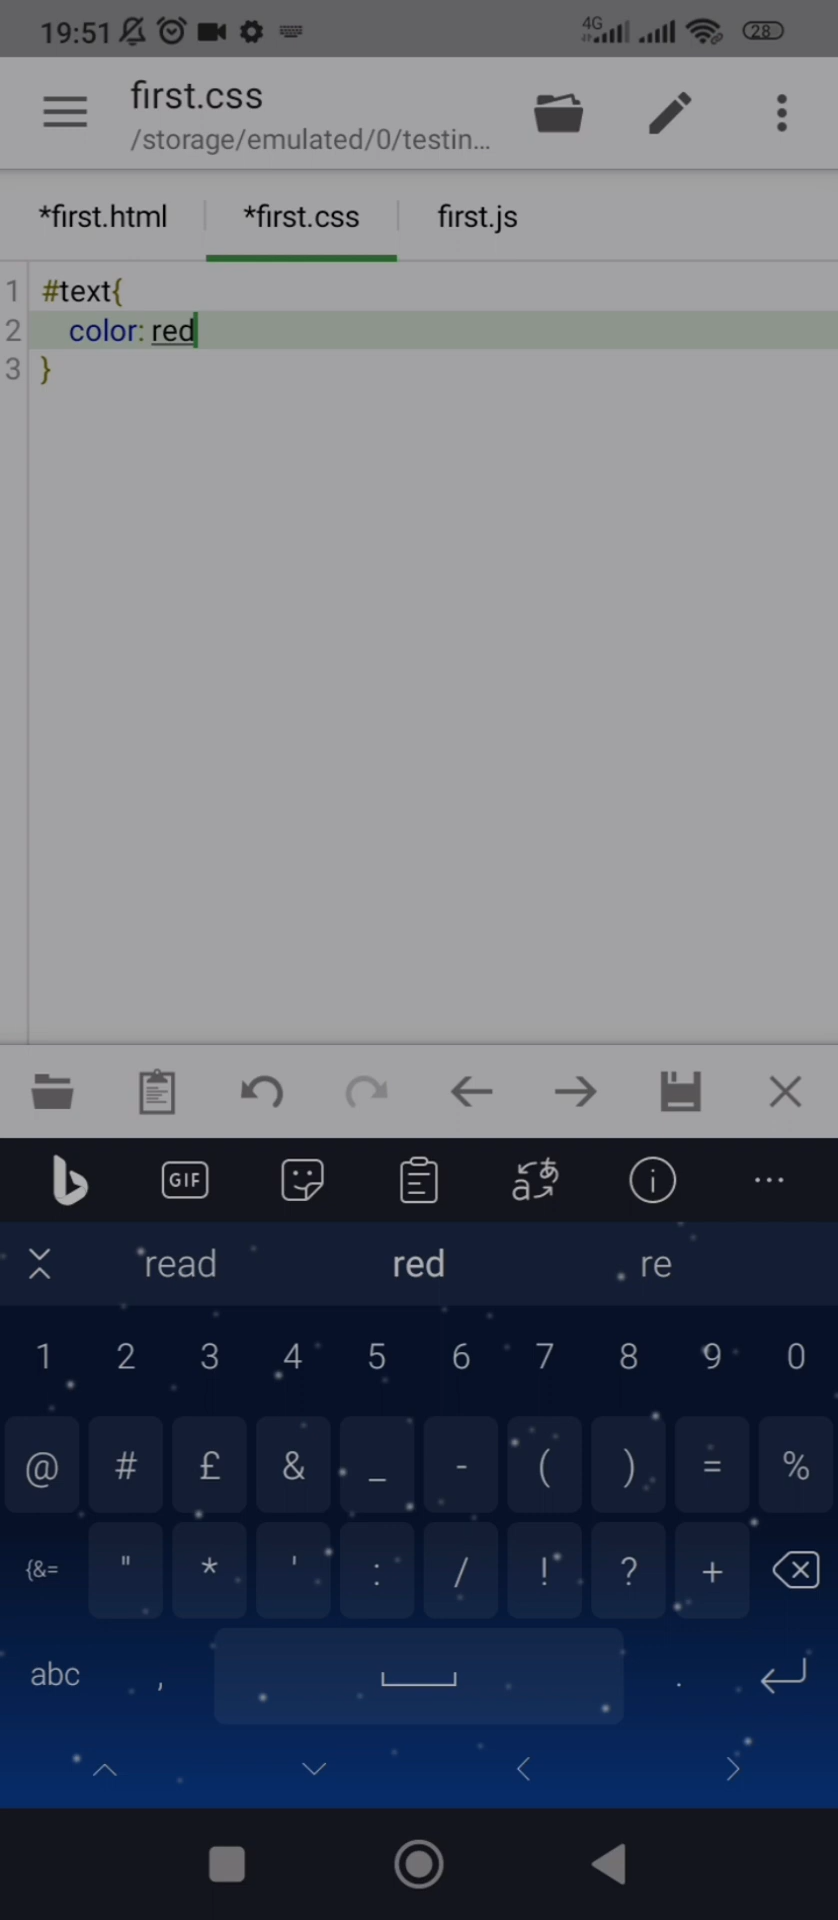 19:51 4G 28
first.css
/storage/emulated/0/testin...
*first.html *first.css first.js
1 #text{
2 color: red
3 }
GIF
read red re
1 2 3 4 5 6 7 8 9 0
@ # £ & _ - ( ) = %
{&= " * ' : / ! ? +
abc , .